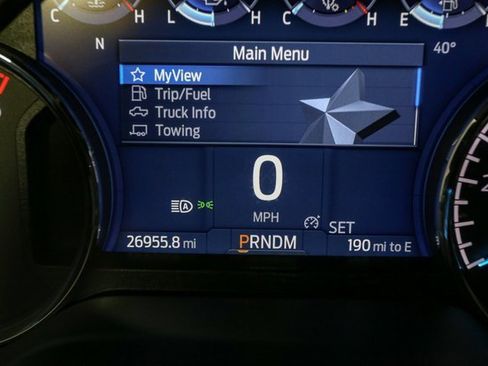 C H C H C H E F
N Main Menu 40°
MyView
Trip/Fuel
Truck Info
Towing
0
MPH
A SET
26955.8 mi PRNDM 190 mi to E